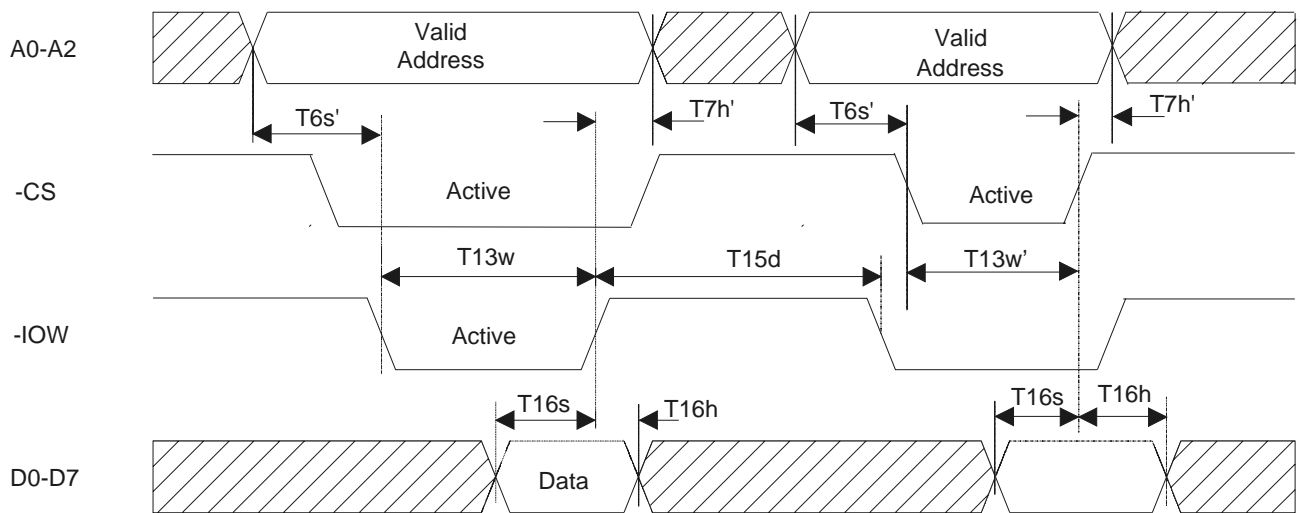 A0-A2
Valid
Address
Valid
Address
T6s'
T7h'
T6s'
T7h'
-CS
Active
Active
T13w
T15d
T13w’
-IOW
Active
T16s
T16h
T16s
T16h
D0-D7
Data